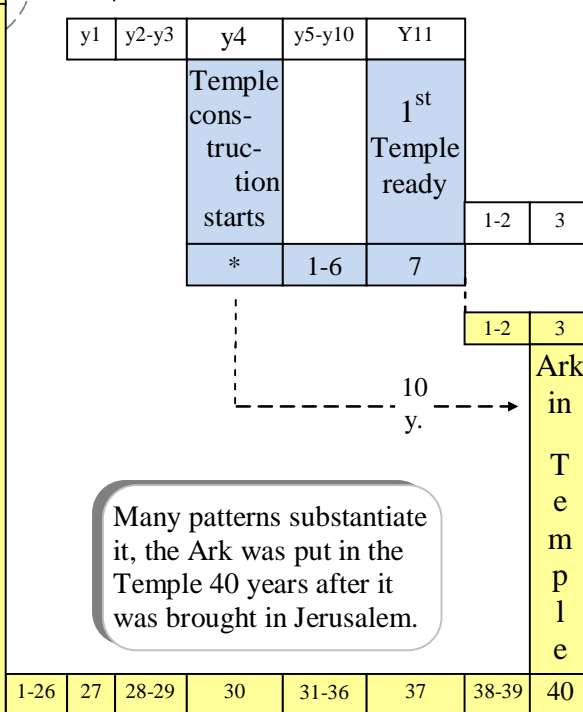 y1 y2-y3 y4 y5-y10 Y11
Temple
cons-
truc-
tion
starts
1st
Temple
ready
1-2 3
* 1-6 7
1-2 3
Ark
in
T
e
m
p
l
e
10
y.
Many patterns substantiate
it, the Ark was put in the
Temple 40 years after it
was brought in Jerusalem.
1-26 27 28-29 30 31-36 37 38-39 40